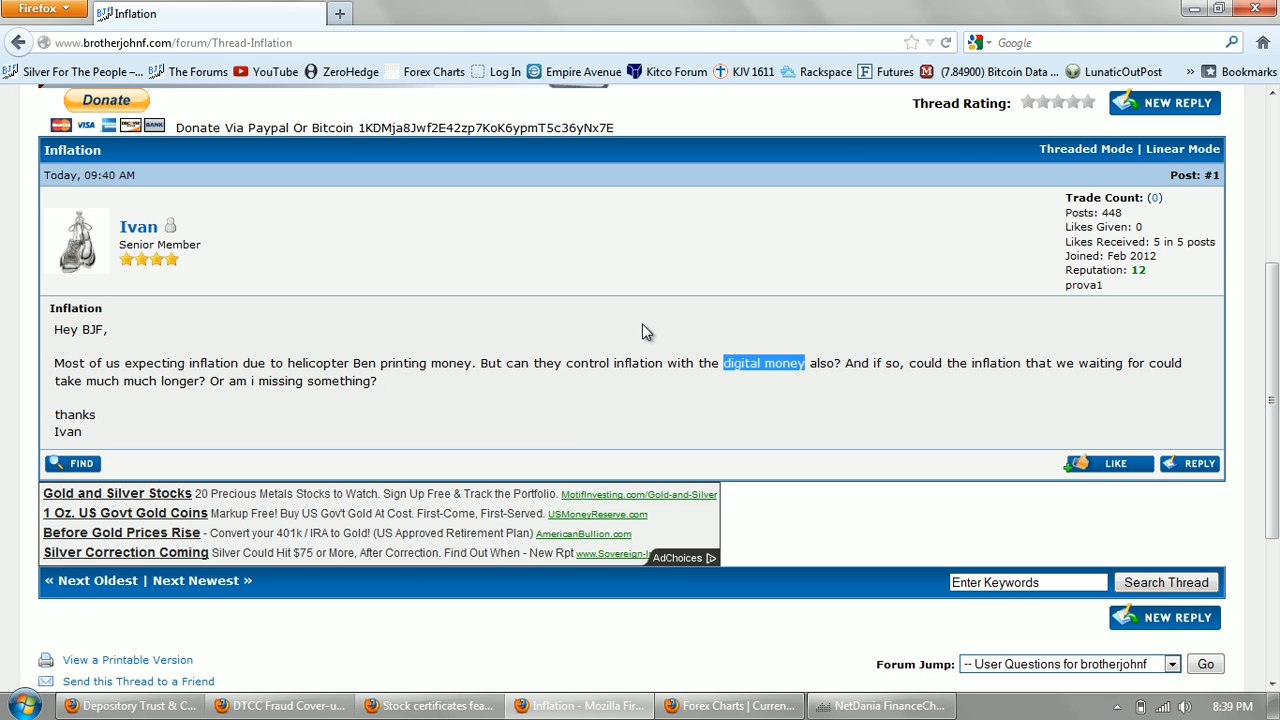 Firefox
Inflation
www.brotherjohnf.com/forum/Thread-Inflation
Google
Silver For The People –... The Forums YouTube ZeroHedge Forex Charts Log In Empire Avenue Kitco Forum KJV 1611 Rackspace Futures (7.84900) Bitcoin Data ... LunaticOutPost » Bookmarks
Donate
Thread Rating:
NEW REPLY
VISA BANK
Donate Via Paypal Or Bitcoin 1KDMja8Jwf2E42zp7KoK6ypmT5c36yNx7E
Inflation
Threaded Mode | Linear Mode
Today, 09:40 AM
Post: #1
Ivan
Senior Member
Trade Count: (0)
Posts: 448
Likes Given: 0
Likes Received: 5 in 5 posts
Joined: Feb 2012
Reputation: 12
prova1
Inflation
Hey BJF,
Most of us expecting inflation due to helicopter Ben printing money. But can they control inflation with the digital money also? And if so, could the inflation that we waiting for could
take much much longer? Or am i missing something?
thanks
Ivan
FIND
LIKE
REPLY
Gold and Silver Stocks 20 Precious Metals Stocks to Watch. Sign Up Free & Track the Portfolio. MotifInvesting.com/Gold-and-Silver
1 Oz. US Govt Gold Coins Markup Free! Buy US Gov't Gold At Cost. First-Come, First-Served. USMoneyReserve.com
Before Gold Prices Rise - Convert your 401k / IRA to Gold! (US Approved Retirement Plan) AmericanBullion.com
Silver Correction Coming Silver Could Hit $75 or More, After Correction. Find Out When - New Rpt www.Sovereign-I
AdChoices
« Next Oldest | Next Newest »
Enter Keywords
Search Thread
NEW REPLY
View a Printable Version
Send this Thread to a Friend
Forum Jump: -- User Questions for brotherjohnf
Go
Depository Trust & C... DTCC Fraud Cover-u... Stock certificates fea... Inflation - Mozilla Fir... Forex Charts | Curren... NetDania FinanceCh...
8:39 PM